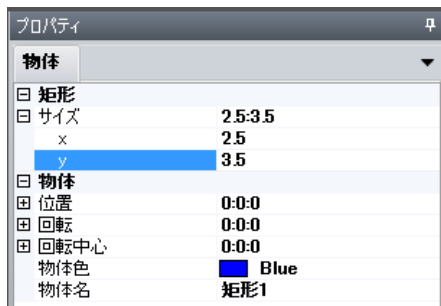 プロパティ
物体
矩形
サイズ 2.5:3.5
x 2.5
y 3.5
物体
位置 0:0:0
回転 0:0:0
回転中心 0:0:0
物体色 Blue
物体名 矩形1